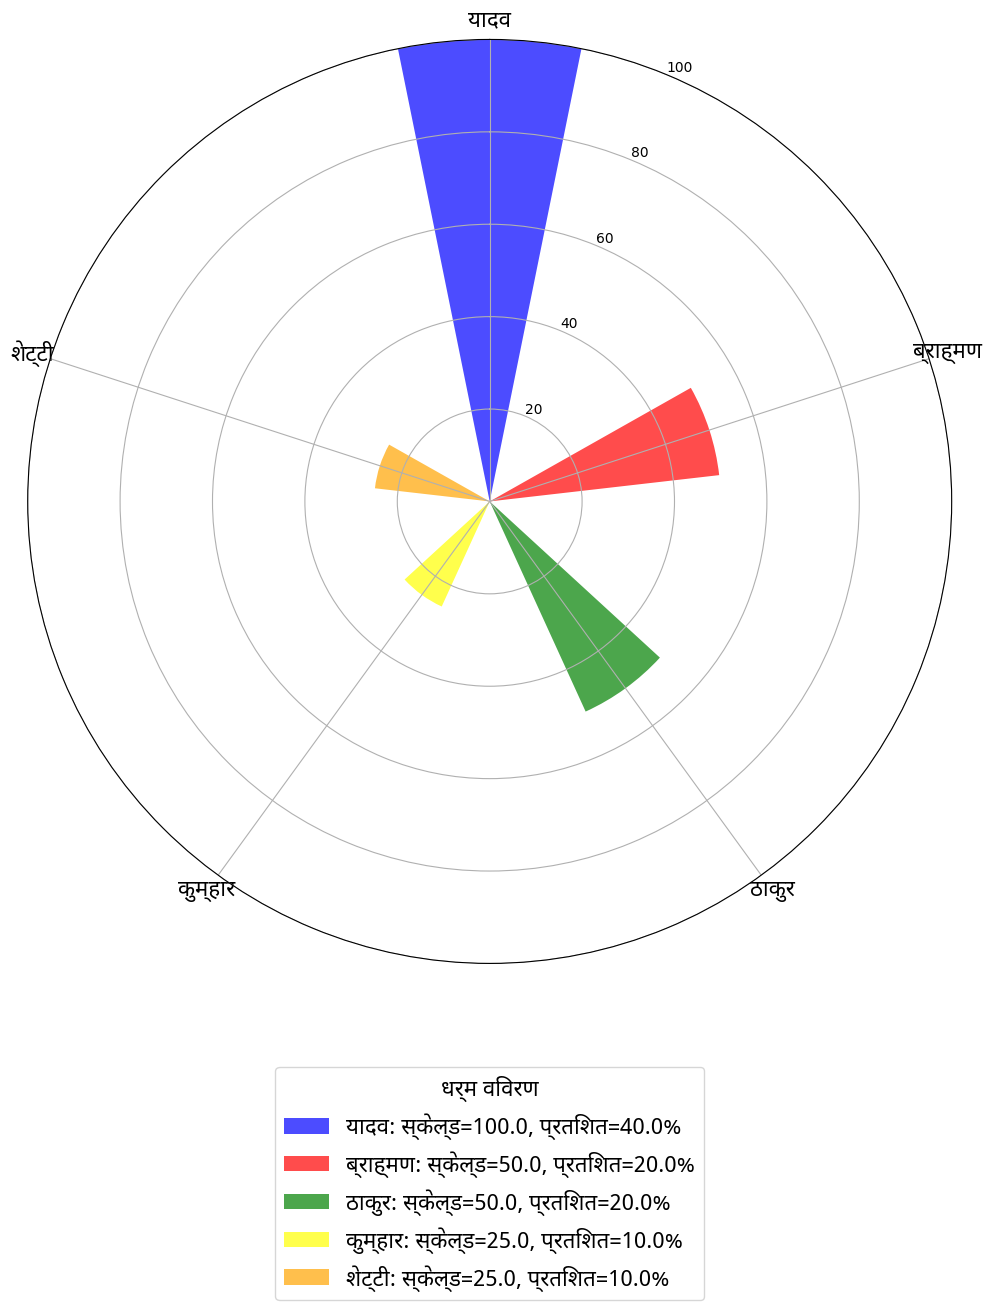 यादव
100
80
60
40
20
ब्राह्मण
शेट्टी
कुम्हार
ठाकुर
धर्म विवरण
यादव: स्केल्ड=100.0, प्रतिशत=40.0%
ब्राह्मण: स्केल्ड=50.0, प्रतिशत=20.0%
ठाकुर: स्केल्ड=50.0, प्रतिशत=20.0%
कुम्हार: स्केल्ड=25.0, प्रतिशत=10.0%
शेट्टी: स्केल्ड=25.0, प्रतिशत=10.0%